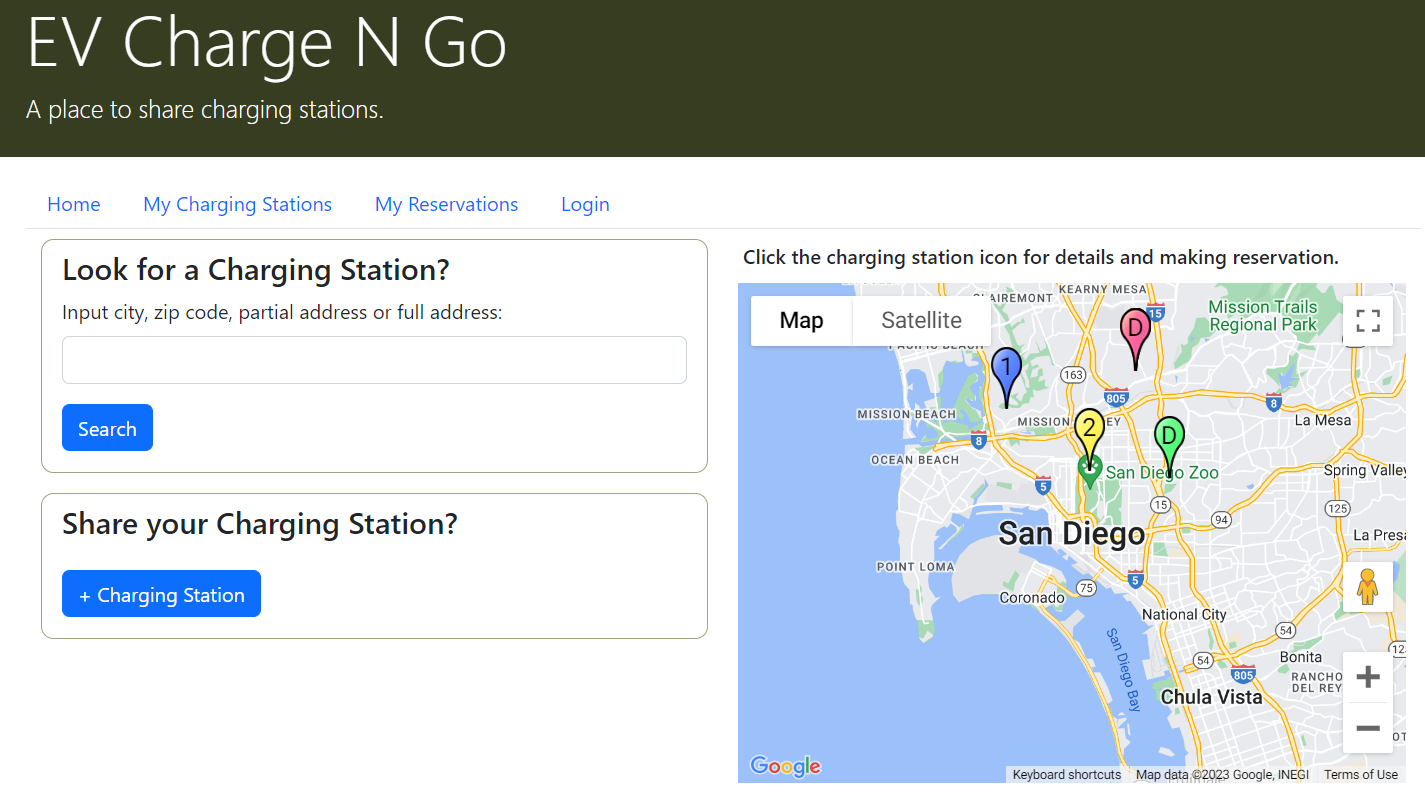 EV Charge N Go
A place to share charging stations.
Home My Charging Stations My Reservations Login
Look for a Charging Station?
Input city, zip code, partial address or full address:
Search
Share your Charging Station?
+ Charging Station
Click the charging station icon for details and making reservation.
Map Satellite
CLAIREMONT
KEARNY MESA
Mission Trails
Regional Park
PACIFIC BEACH
D
15
1
163
805
8
MISSION BEACH
MISSION
2
D
La Mesa
8
OCEAN BEACH
San Diego Zoo
Spring Valley
5
15
94
125
San Diego
La Presa
POINT LOMA
5
75
Coronado
National City
54
San Diego Bay
54
Bonita
805
RANCHO
DEL REY
Chula Vista
Google
Keyboard shortcuts Map data ©2023 Google, INEGI Terms of Use